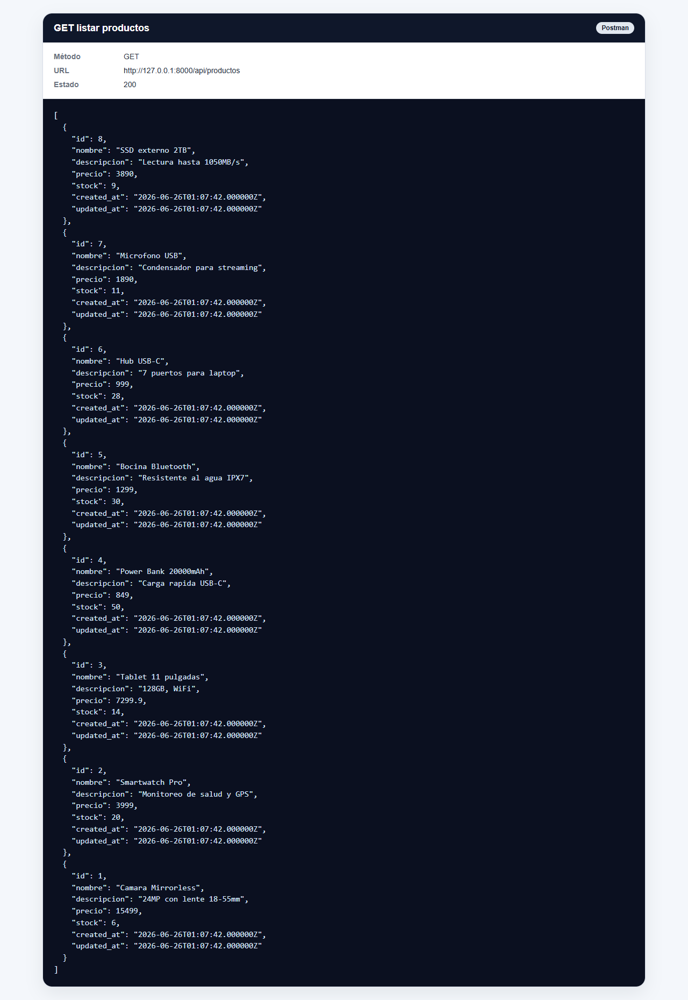 GET listar productos
Postman
Método GET
URL http://127.0.0.1:8000/api/productos
Estado 200
[
  {
    "id": 8,
    "nombre": "SSD externo 2TB",
    "descripcion": "Lectura hasta 1050MB/s",
    "precio": 3890,
    "stock": 9,
    "created_at": "2026-06-26T01:07:42.000000Z",
    "updated_at": "2026-06-26T01:07:42.000000Z"
  },
  {
    "id": 7,
    "nombre": "Microfono USB",
    "descripcion": "Condensador para streaming",
    "precio": 1890,
    "stock": 11,
    "created_at": "2026-06-26T01:07:42.000000Z",
    "updated_at": "2026-06-26T01:07:42.000000Z"
  },
  {
    "id": 6,
    "nombre": "Hub USB-C",
    "descripcion": "7 puertos para laptop",
    "precio": 999,
    "stock": 28,
    "created_at": "2026-06-26T01:07:42.000000Z",
    "updated_at": "2026-06-26T01:07:42.000000Z"
  },
  {
    "id": 5,
    "nombre": "Bocina Bluetooth",
    "descripcion": "Resistente al agua IPX7",
    "precio": 1299,
    "stock": 30,
    "created_at": "2026-06-26T01:07:42.000000Z",
    "updated_at": "2026-06-26T01:07:42.000000Z"
  },
  {
    "id": 4,
    "nombre": "Power Bank 20000mAh",
    "descripcion": "Carga rapida USB-C",
    "precio": 849,
    "stock": 50,
    "created_at": "2026-06-26T01:07:42.000000Z",
    "updated_at": "2026-06-26T01:07:42.000000Z"
  },
  {
    "id": 3,
    "nombre": "Tablet 11 pulgadas",
    "descripcion": "128GB, WiFi",
    "precio": 7299.9,
    "stock": 14,
    "created_at": "2026-06-26T01:07:42.000000Z",
    "updated_at": "2026-06-26T01:07:42.000000Z"
  },
  {
    "id": 2,
    "nombre": "Smartwatch Pro",
    "descripcion": "Monitoreo de salud y GPS",
    "precio": 3999,
    "stock": 20,
    "created_at": "2026-06-26T01:07:42.000000Z",
    "updated_at": "2026-06-26T01:07:42.000000Z"
  },
  {
    "id": 1,
    "nombre": "Camara Mirrorless",
    "descripcion": "24MP con lente 18-55mm",
    "precio": 15499,
    "stock": 6,
    "created_at": "2026-06-26T01:07:42.000000Z",
    "updated_at": "2026-06-26T01:07:42.000000Z"
  }
]